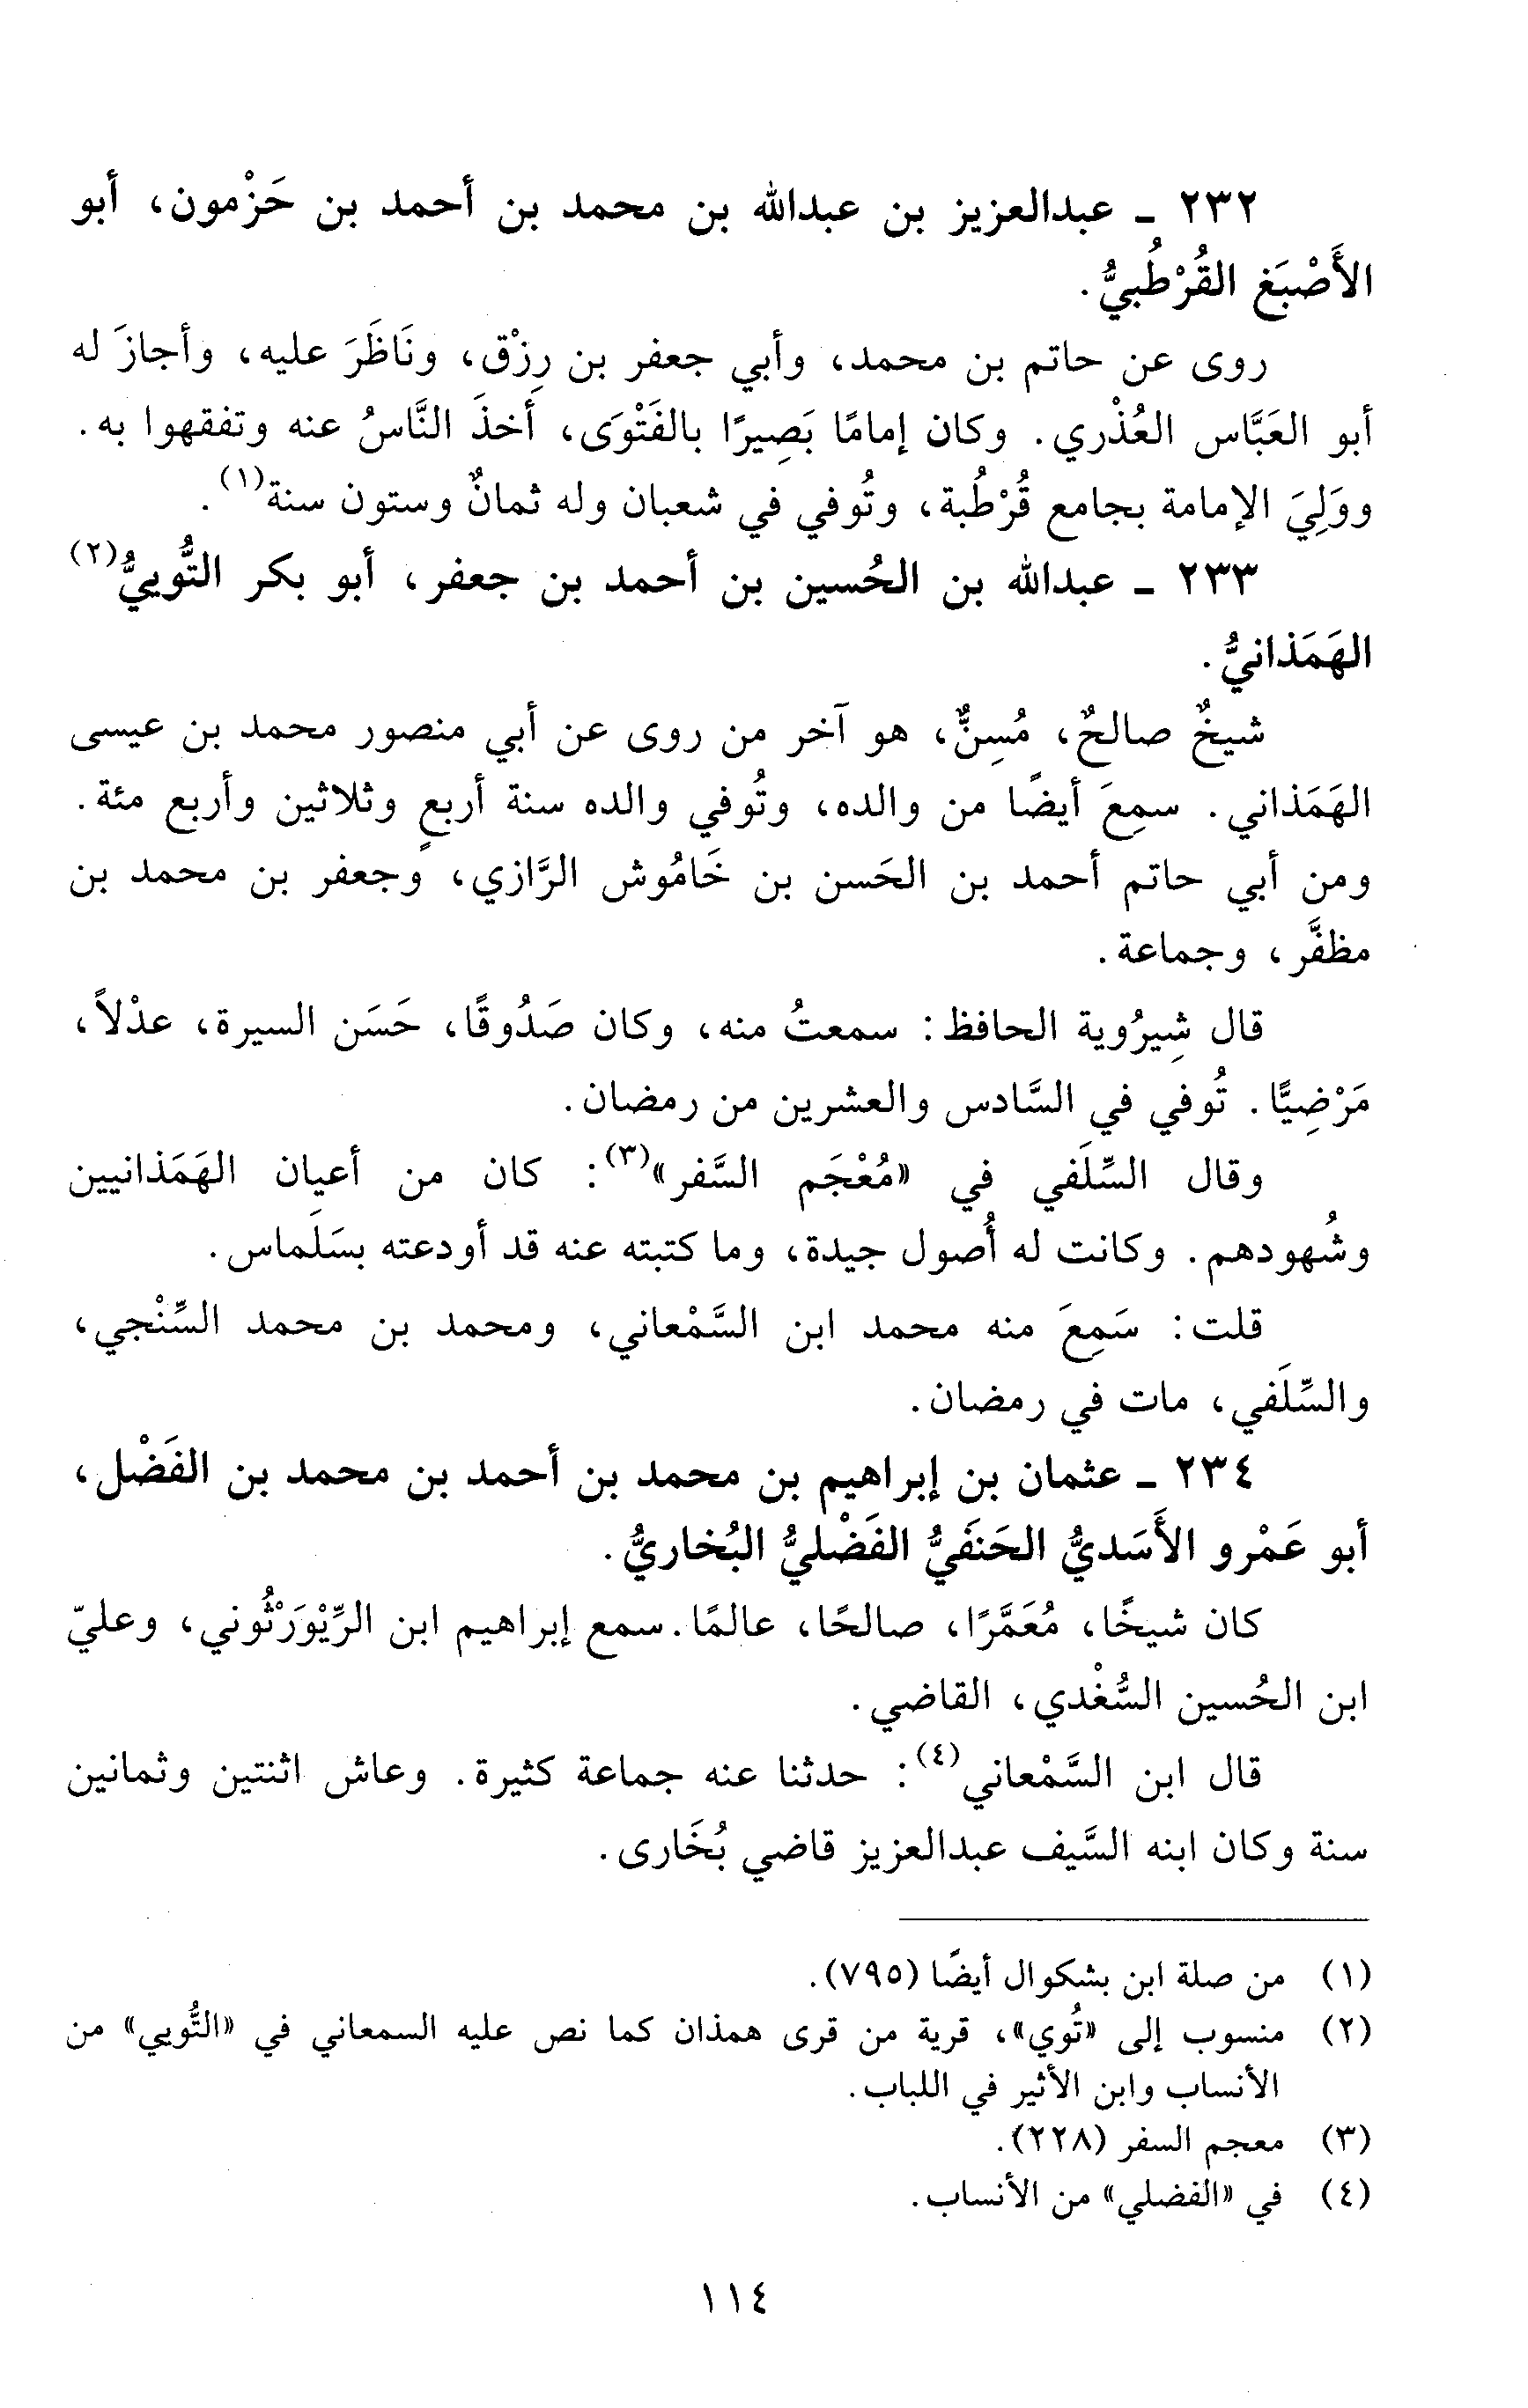 ٢٣٢ - عبدالعزيز بن عبدالله بن محمد بن أحمد بن حَزْمون، أبو
الأَصْبَغ القُرْطُبيُّ.
روى عن حاتم بن محمد، وأبي جعفر بن رِزْق، ونَاظَرَ عليه، وأجازَ له
أبو العَبَّاس العُذْري. وكان إمامًا بَصِيرًا بالفَتْوَى، أخذَ النَّاسُ عنه وتفقهوا به.
ووَلِيَ الإمامة بجامع قُرْطُبة، وتُوفي في شعبان وله ثمانٌ وستون سنة(١).
٢٣٣ - عبدالله بن الحُسين بن أحمد بن جعفر، أبو بكر التُّوييُّ(٢)
الهَمَذانيُّ.
شيخٌ صالحٌ، مُسِنٌّ، هو آخر من روى عن أبي منصور محمد بن عيسى
الهَمَذاني. سمِعَ أيضًا من والده، وتُوفي والده سنة أربعٍ وثلاثين وأربع مئة.
ومن أبي حاتم أحمد بن الحَسن بن خَامُوش الرَّازي، وجعفر بن محمد بن
مظفَّر، وجماعة.
قال شِيرُوية الحافظ: سمعتُ منه، وكان صَدُوقًا، حَسَن السيرة، عدْلاً،
مَرْضِيًّا. تُوفي في السَّادس والعشرين من رمضان.
وقال السِّلَفي في «مُعْجَم السَّفر»(٣): كان من أعيان الهَمَذانيين
وشُهودهم. وكانت له أُصول جيدة، وما كتبته عنه قد أودعته بسَلَماس.
قلت: سَمِعَ منه محمد ابن السَّمْعاني، ومحمد بن محمد السِّنْجي،
والسِّلَفي، مات في رمضان.
٢٣٤ - عثمان بن إبراهيم بن محمد بن أحمد بن محمد بن الفَضْل،
أبو عَمْرو الأَسَديُّ الحَنَفيُّ الفَضْليُّ البُخاريُّ.
كان شيخًا، مُعَمَّرًا، صالحًا، عالمًا. سمع إبراهيم ابن الرِّيْوَرْثُوني، وعليّ
ابن الحُسين السُّغْدي، القاضي.
قال ابن السَّمْعاني(٤): حدثنا عنه جماعة كثيرة. وعاش اثنتين وثمانين
سنة وكان ابنه السَّيف عبدالعزيز قاضي بُخَارى.
(١) من صلة ابن بشكوال أيضًا (٧٩٥).
(٢) منسوب إلى «تُوي»، قرية من قرى همذان كما نص عليه السمعاني في «التُّويي» من
الأنساب وابن الأثير في اللباب.
(٣) معجم السفر (٢٢٨).
(٤) في «الفضلي» من الأنساب.
١١٤